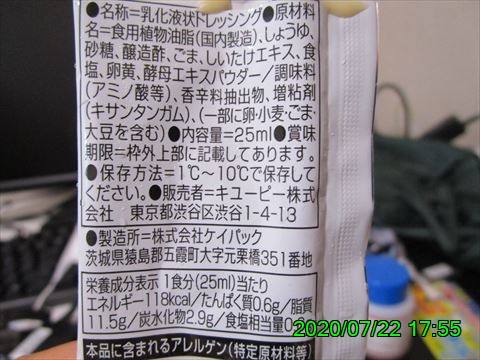 ●名称=乳化液状ドレッシング●原材料
名=食用植物油脂(国内製造)、しょうゆ、
砂糖、醸造酢、ごま、しいたけエキス、食
塩、卵黄、酵母エキスパウダー/調味料
(アミノ酸等)、香辛料抽出物、増粘剤
(キサンタンガム)、(一部に卵・小麦・ごま・
大豆を含む)●内容量=25ml●賞味
期限=枠外上部に記載してあります。
●保存方法=1℃~10℃で保存して
ください。●販売者=キユーピー株式
会社 東京都渋谷区渋谷1-4-13
●製造所=株式会社ケイパック
茨城県猿島郡五霞町大字元栗橋351番地
栄養成分表示 1食分(25ml)当たり
エネルギー118kcal/たんぱく質0.6g/脂質
11.5g/炭水化物2.9g/食塩相当量0
本品に含まれるアレルゲン(特定原材料等)
2020/07/22 17:55